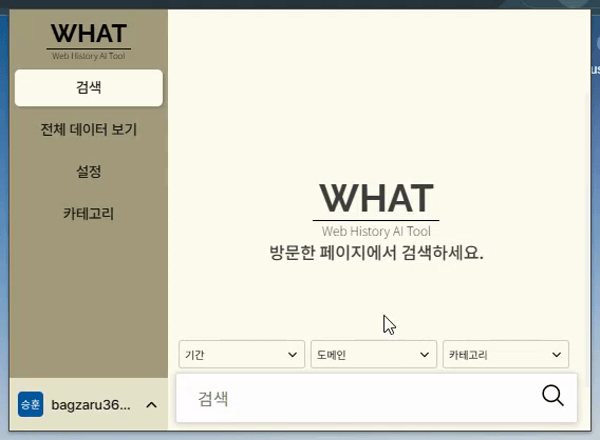 WHAT
Web History AI Tool
검색
전체 데이터 보기
설정
카테고리
승훈 bagzaru36...
WHAT
Web History AI Tool
방문한 페이지에서 검색하세요.
기간 도메인 카테고리
검색
us